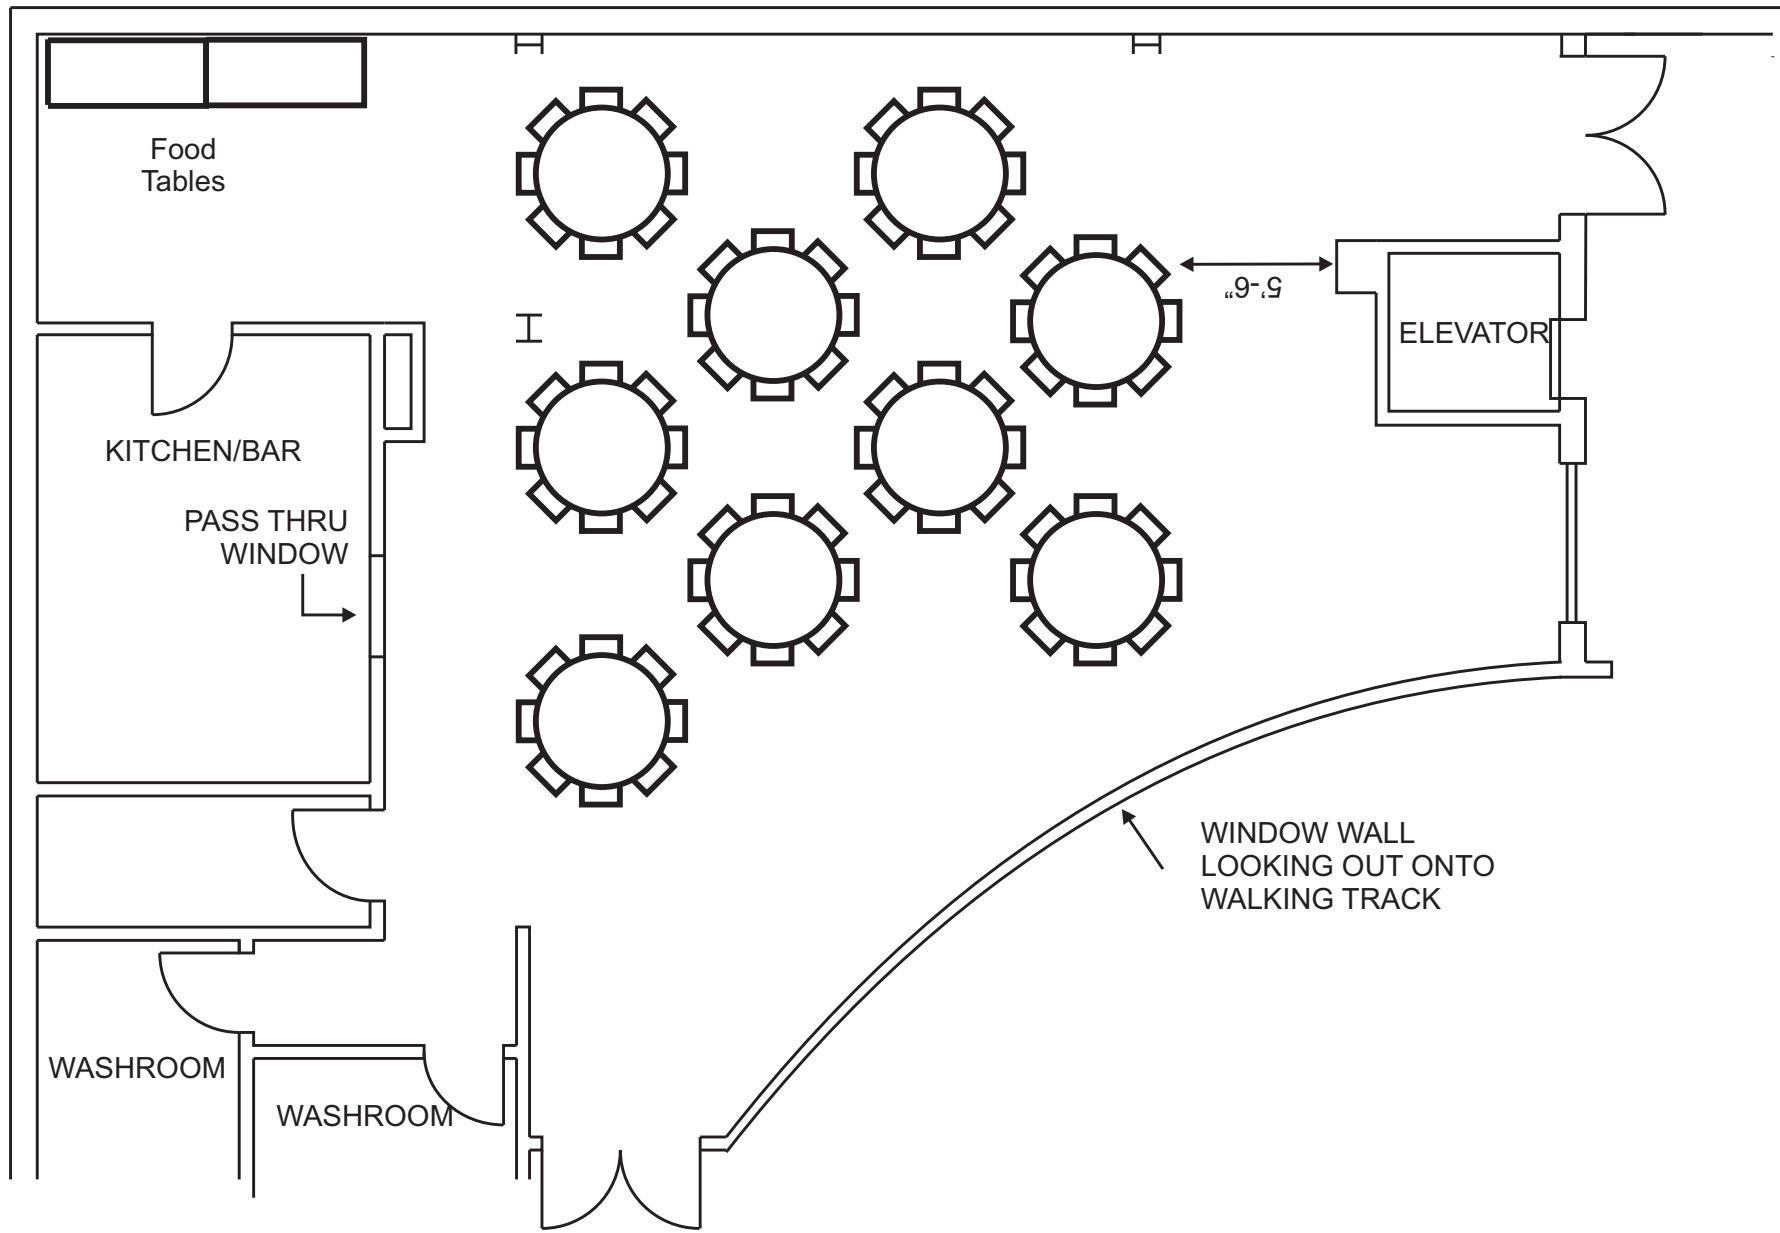 Food
Tables
5'-6"
ELEVATOR
KITCHEN/BAR
PASS THRU
WINDOW
WINDOW WALL
LOOKING OUT ONTO
WALKING TRACK
WASHROOM
WASHROOM